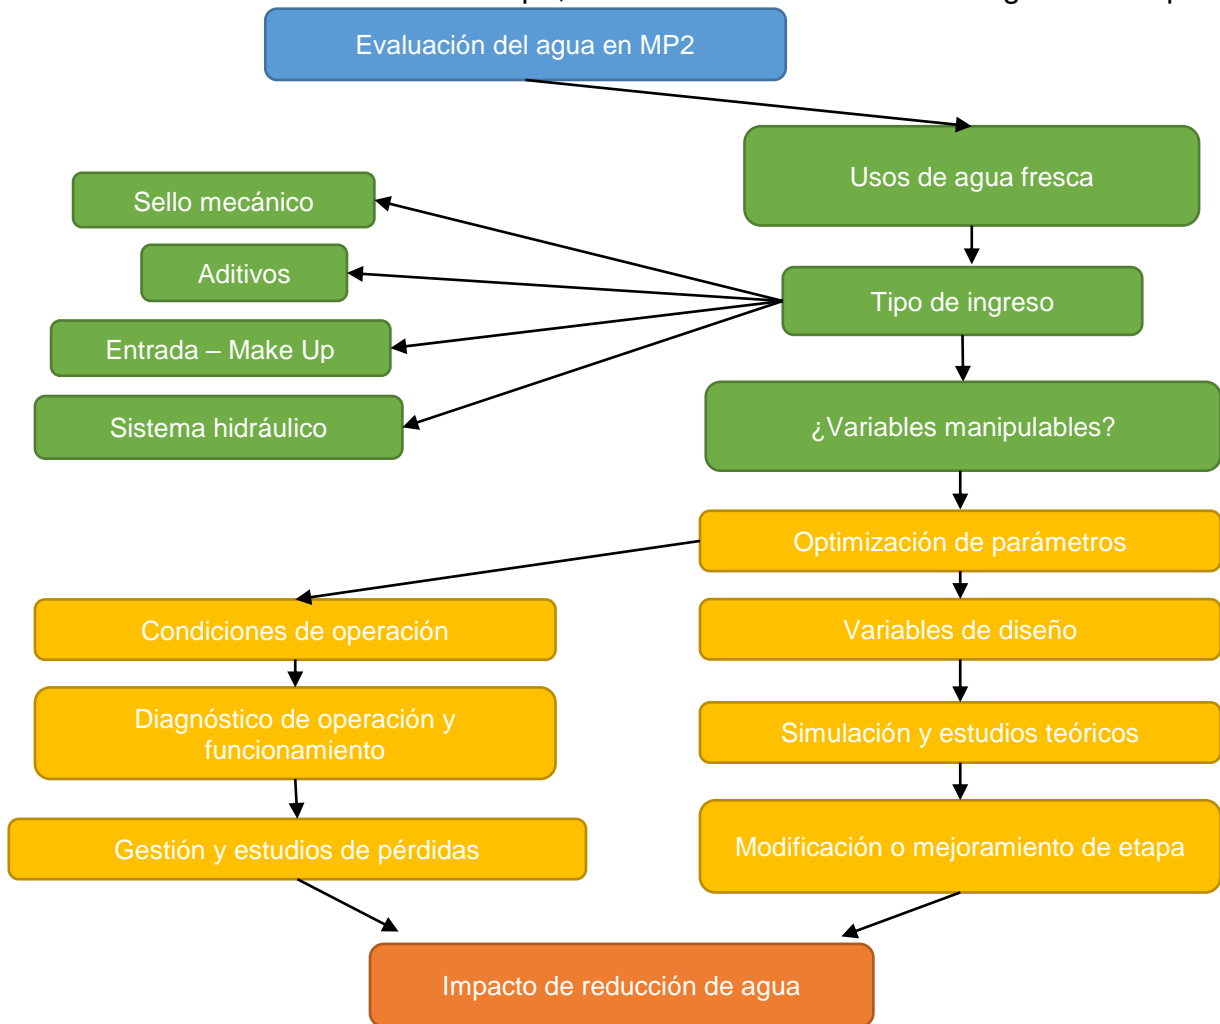 Evaluación del agua en MP2
Usos de agua fresca
Sello mecánico
Aditivos
Tipo de ingreso
Entrada – Make Up
Sistema hidráulico
¿Variables manipulables?
Optimización de parámetros
Condiciones de operación
Variables de diseño
Diagnóstico de operación y
funcionamiento
Simulación y estudios teóricos
Gestión y estudios de pérdidas
Modificación o mejoramiento de etapa
Impacto de reducción de agua